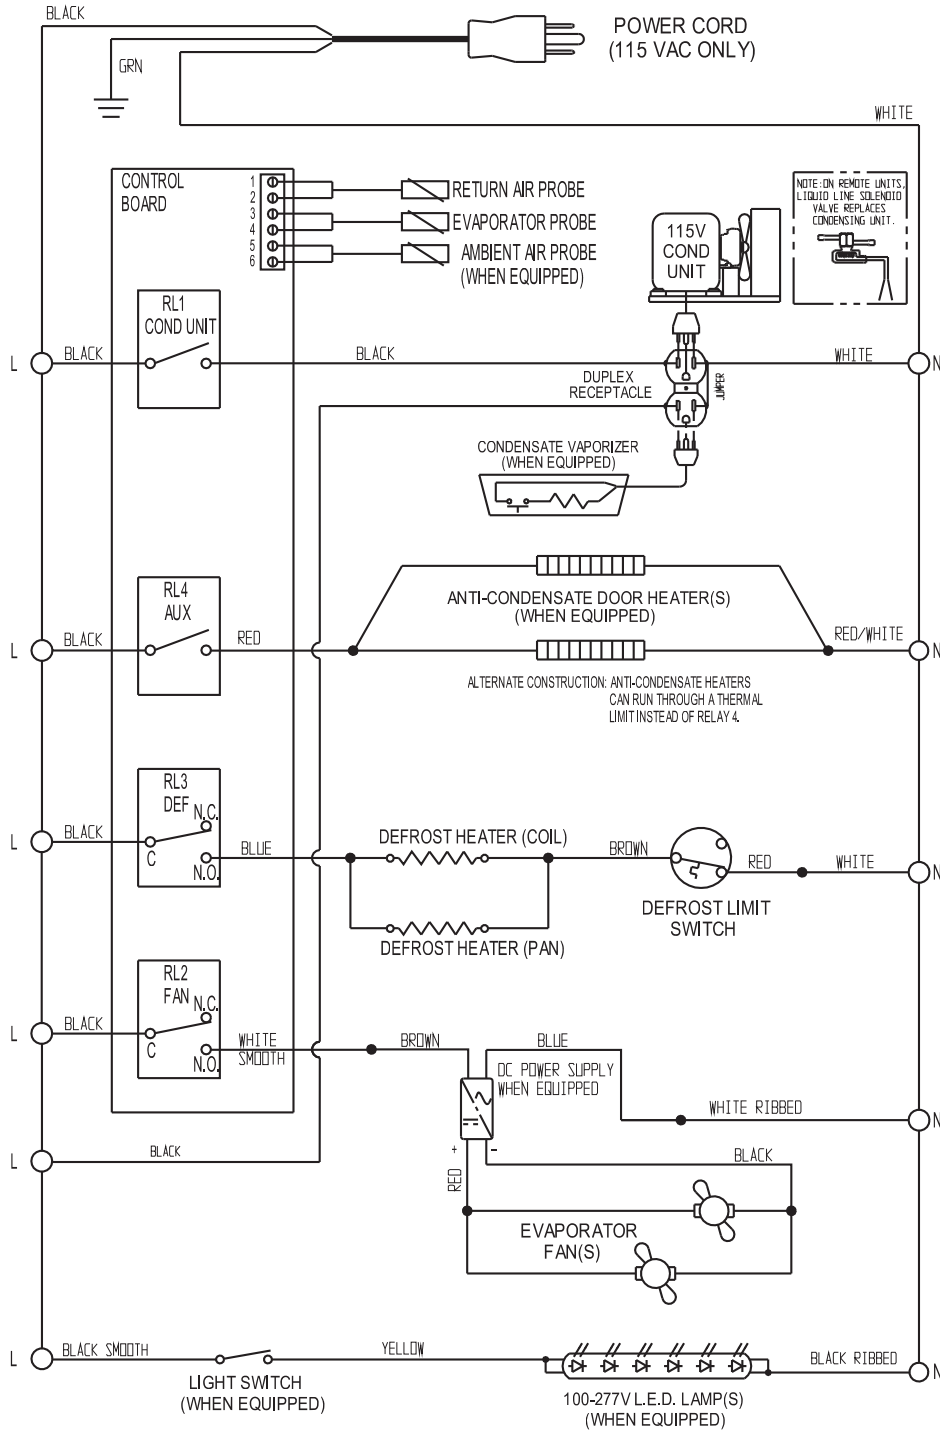 BLACK
POWER CORD
(115 VAC ONLY)
GRN
WHITE
CONTROL
BOARD
1
2
3
4
5
6
RETURN AIR PROBE
EVAPORATOR PROBE
AMBIENT AIR PROBE
(WHEN EQUIPPED)
115V
COND
UNIT
NOTE:ON REMOTE UNITS,
LIQUID LINE SOLENOID
VALVE REPLACES
CONDENSING UNIT.
RL1
COND UNIT
L
BLACK
BLACK
WHITE
N
DUPLEX
RECEPTACLE
JUMPER
CONDENSATE VAPORIZER
(WHEN EQUIPPED)
RL4
AUX
L
BLACK
RED
ANTI-CONDENSATE DOOR HEATER(S)
(WHEN EQUIPPED)
RED/WHITE
N
ALTERNATE CONSTRUCTION: ANTI-CONDENSATE HEATERS
CAN RUN THROUGH A THERMAL
LIMIT INSTEAD OF RELAY 4.
RL3
DEF
N.C.
L
BLACK
C
N.O.
BLUE
DEFROST HEATER (COIL)
BROWN
RED
WHITE
N
DEFROST LIMIT
SWITCH
DEFROST HEATER (PAN)
RL2
FAN
N.C.
L
BLACK
C
N.O.
WHITE
SMOOTH
BROWN
BLUE
DC POWER SUPPLY
WHEN EQUIPPED
WHITE RIBBED
N
L
BLACK
+
-
RED
BLACK
EVAPORATOR
FAN(S)
L
BLACK SMOOTH
YELLOW
BLACK RIBBED
N
LIGHT SWITCH
(WHEN EQUIPPED)
100-277V L.E.D. LAMP(S)
(WHEN EQUIPPED)